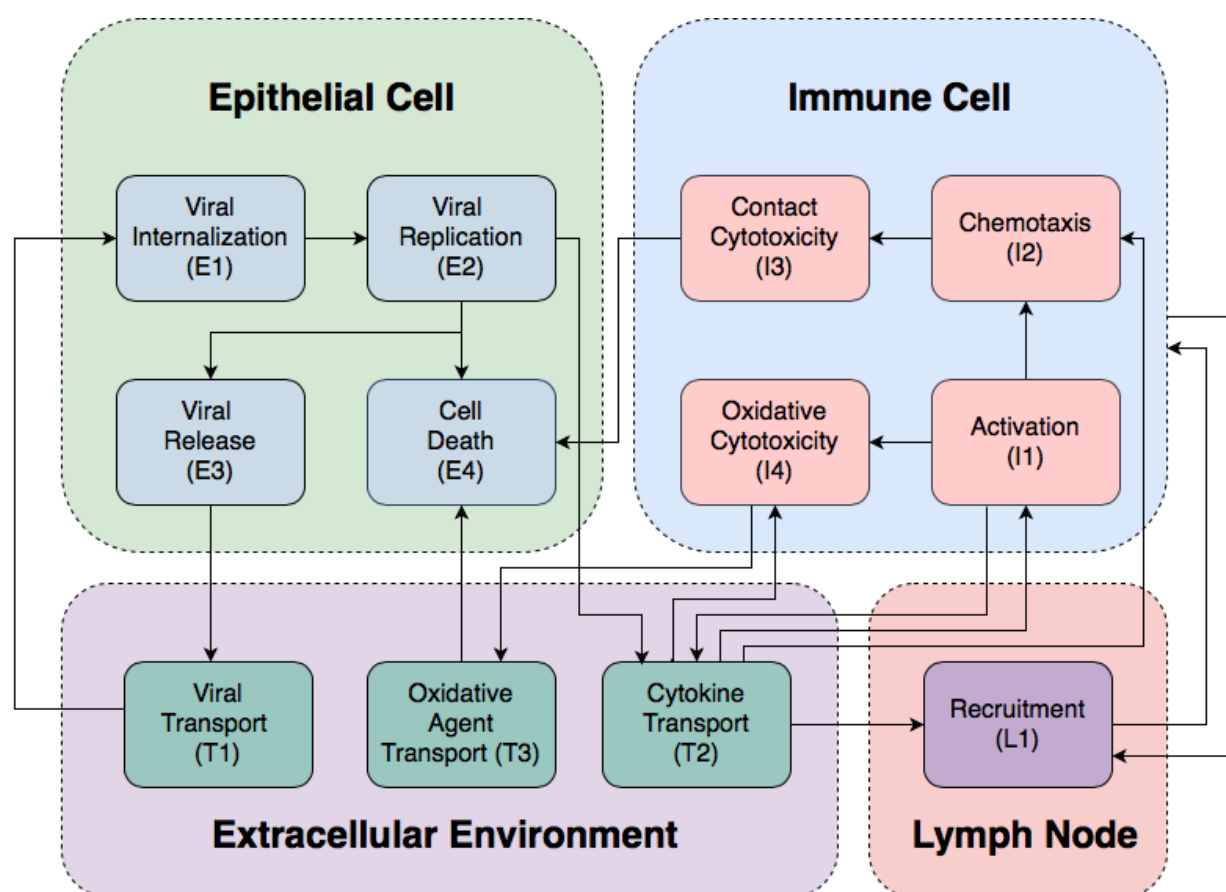 Epithelial Cell
Immune Cell
Viral
Internalization
(E1)
Viral
Replication
(E2)
Contact
Cytotoxicity
(I3)
Chemotaxis
(I2)
Viral
Release
(E3)
Cell
Death
(E4)
Oxidative
Cytotoxicity
(I4)
Activation
(I1)
Viral
Transport
(T1)
Oxidative
Agent
Transport (T3)
Cytokine
Transport
(T2)
Recruitment
(L1)
Extracellular Environment
Lymph Node